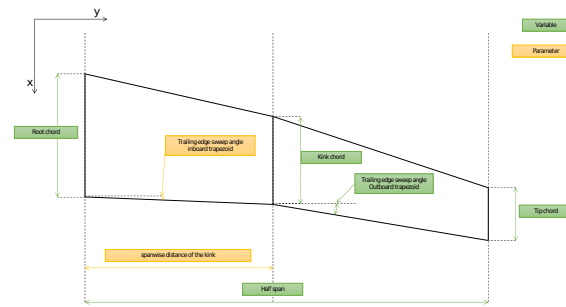 y
Variable
Parameter
x
Root chord
Trailing edge sweep angle
inboard trapezoid
Kink chord
Trailing edge sweep angle
Outboard trapezoid
Tip chord
spanwise distance of the kink
Half span